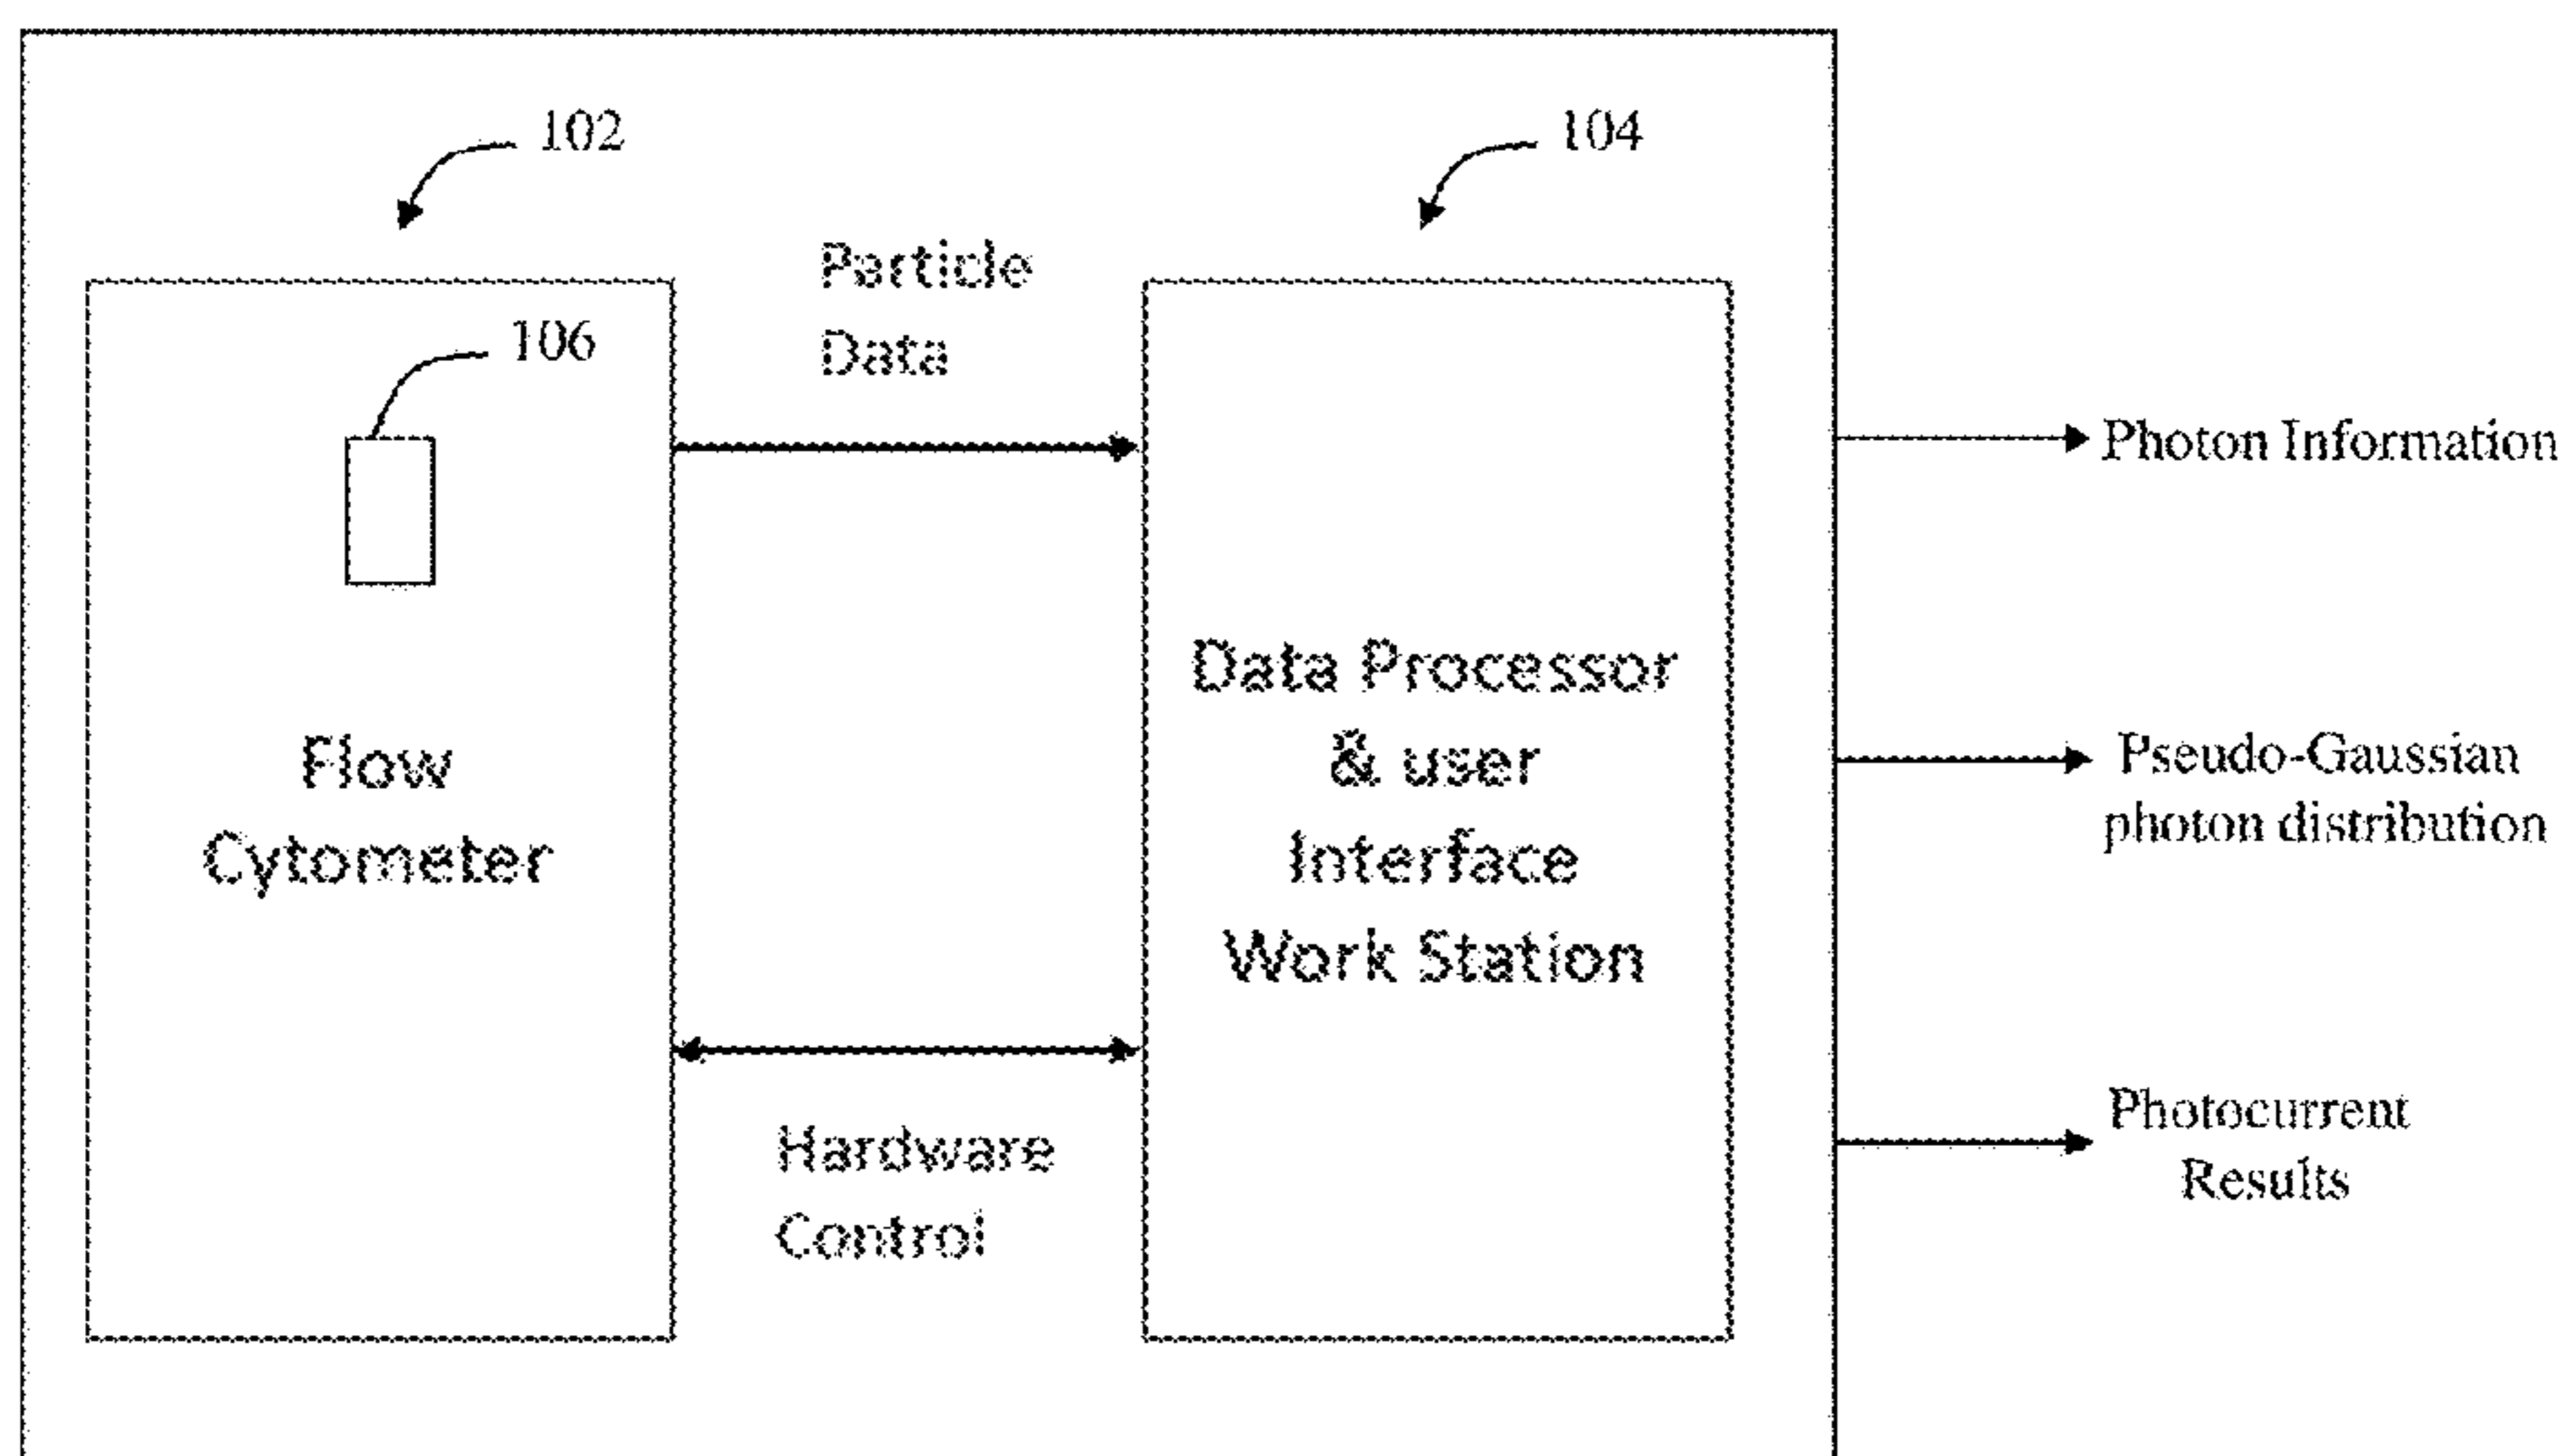 102
104
Particle
Data
106
Photon Information
Flow
Cytometer
Data Processor
& user
Interface
Work Station
Pseudo-Gaussian
photon distribution
Hardware
Control
Photocurrent
Results